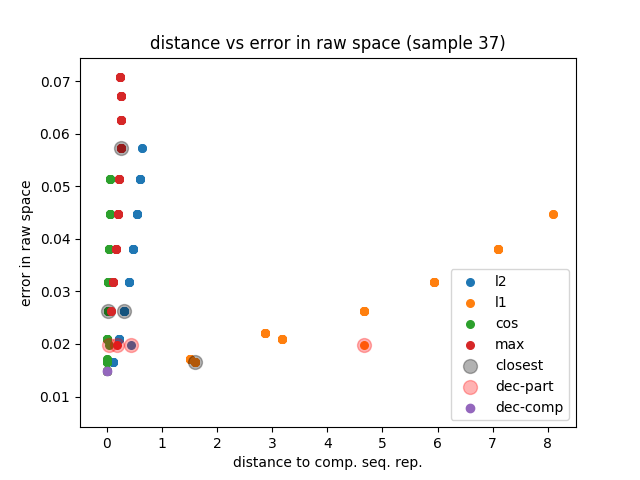 distance vs error in raw space (sample 37)
error in raw space
0.07
0.06
0.05
0.04
0.03
0.02
0.01
l2
l1
cos
max
closest
dec-part
dec-comp
0 1 2 3 4 5 6 7 8
distance to comp. seq. rep.